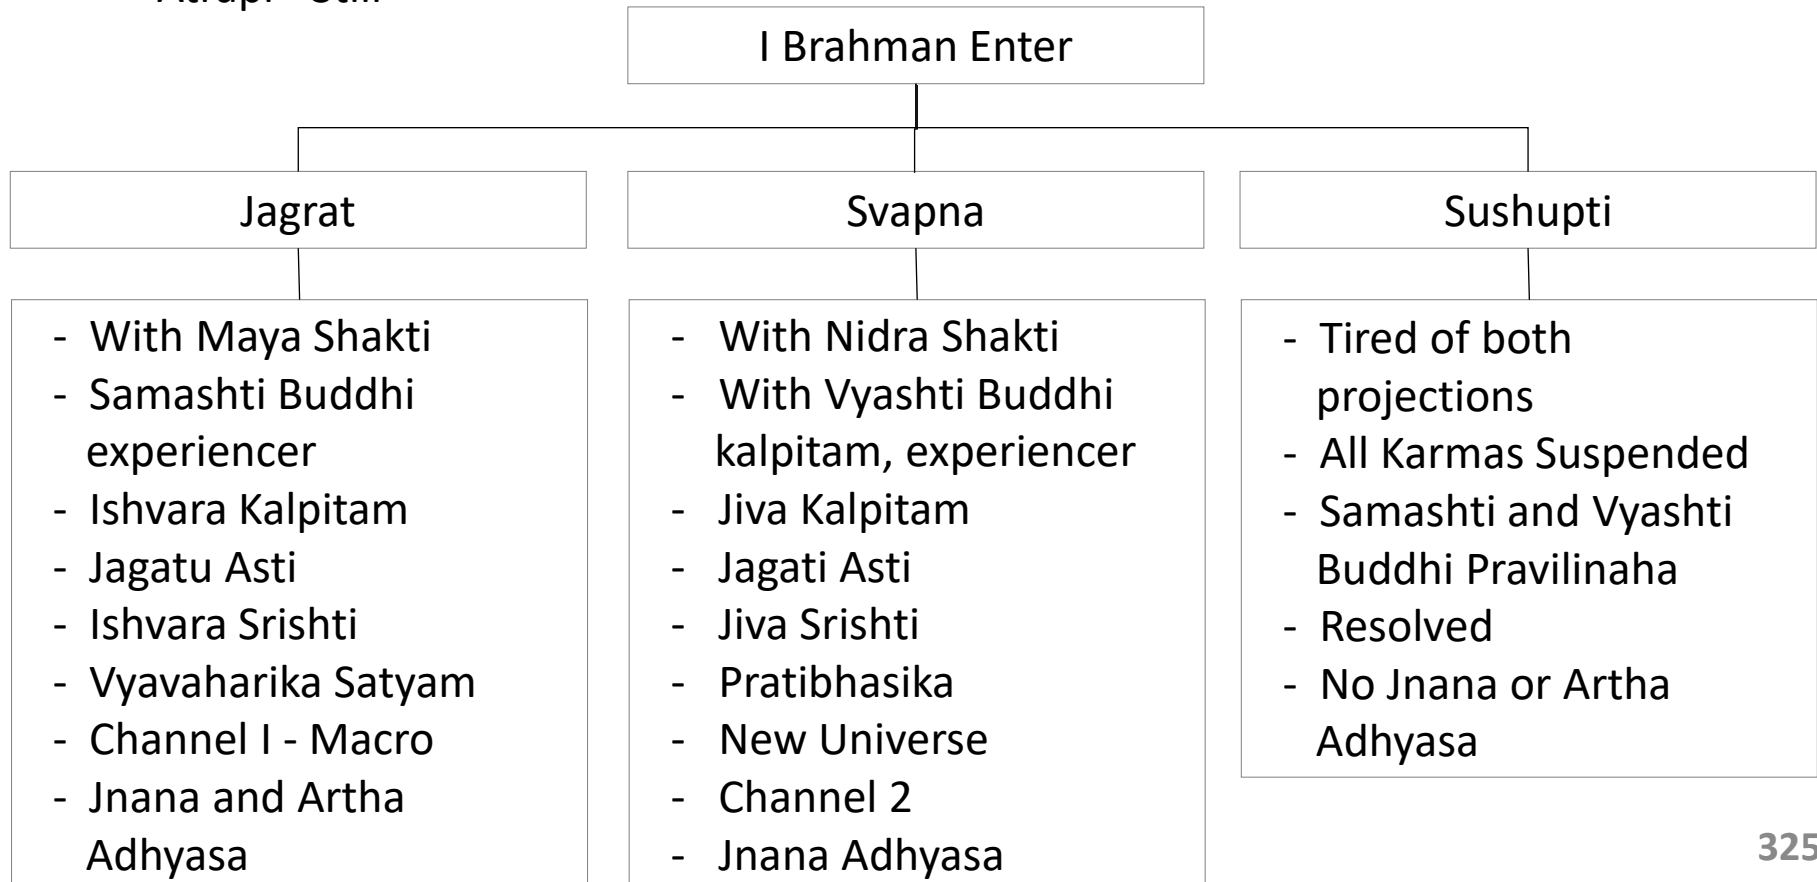 I Brahman Enter
Jagrat
Svapna
Sushupti
- With Maya Shakti
- Samashti Buddhi
experiencer
- Ishvara Kalpitam
- Jagatu Asti
- Ishvara Srishti
- Vyavaharika Satyam
- Channel I - Macro
- Jnana and Artha
Adhyasa
- With Nidra Shakti
- With Vyashti Buddhi
kalpitam, experiencer
- Jiva Kalpitam
- Jagati Asti
- Jiva Srishti
- Pratibhasika
- New Universe
- Channel 2
- Jnana Adhyasa
- Tired of both
projections
- All Karmas Suspended
- Samashti and Vyashti
Buddhi Pravilinaha
- Resolved
- No Jnana or Artha
Adhyasa
325